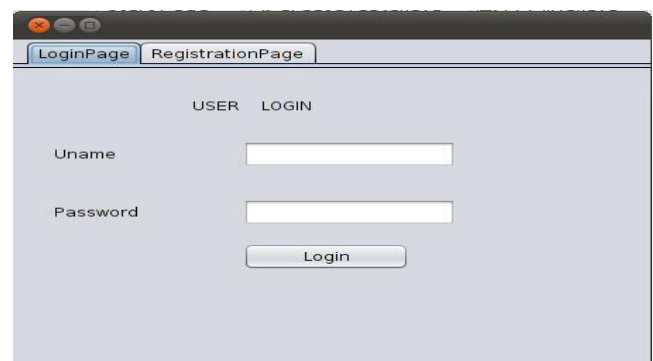 LoginPage RegistrationPage
USER LOGIN
Uname
Password
Login